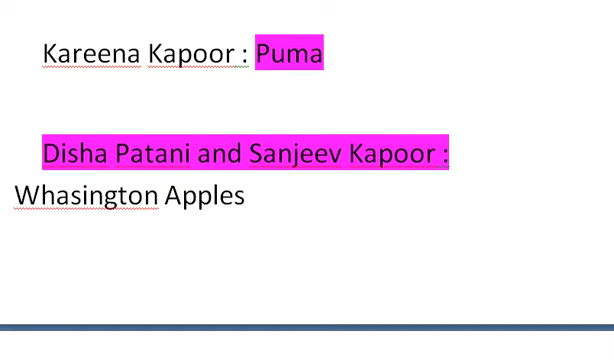 Kareena Kapoor : Puma
Disha Patani and Sanjeev Kapoor :
Whasington Apples